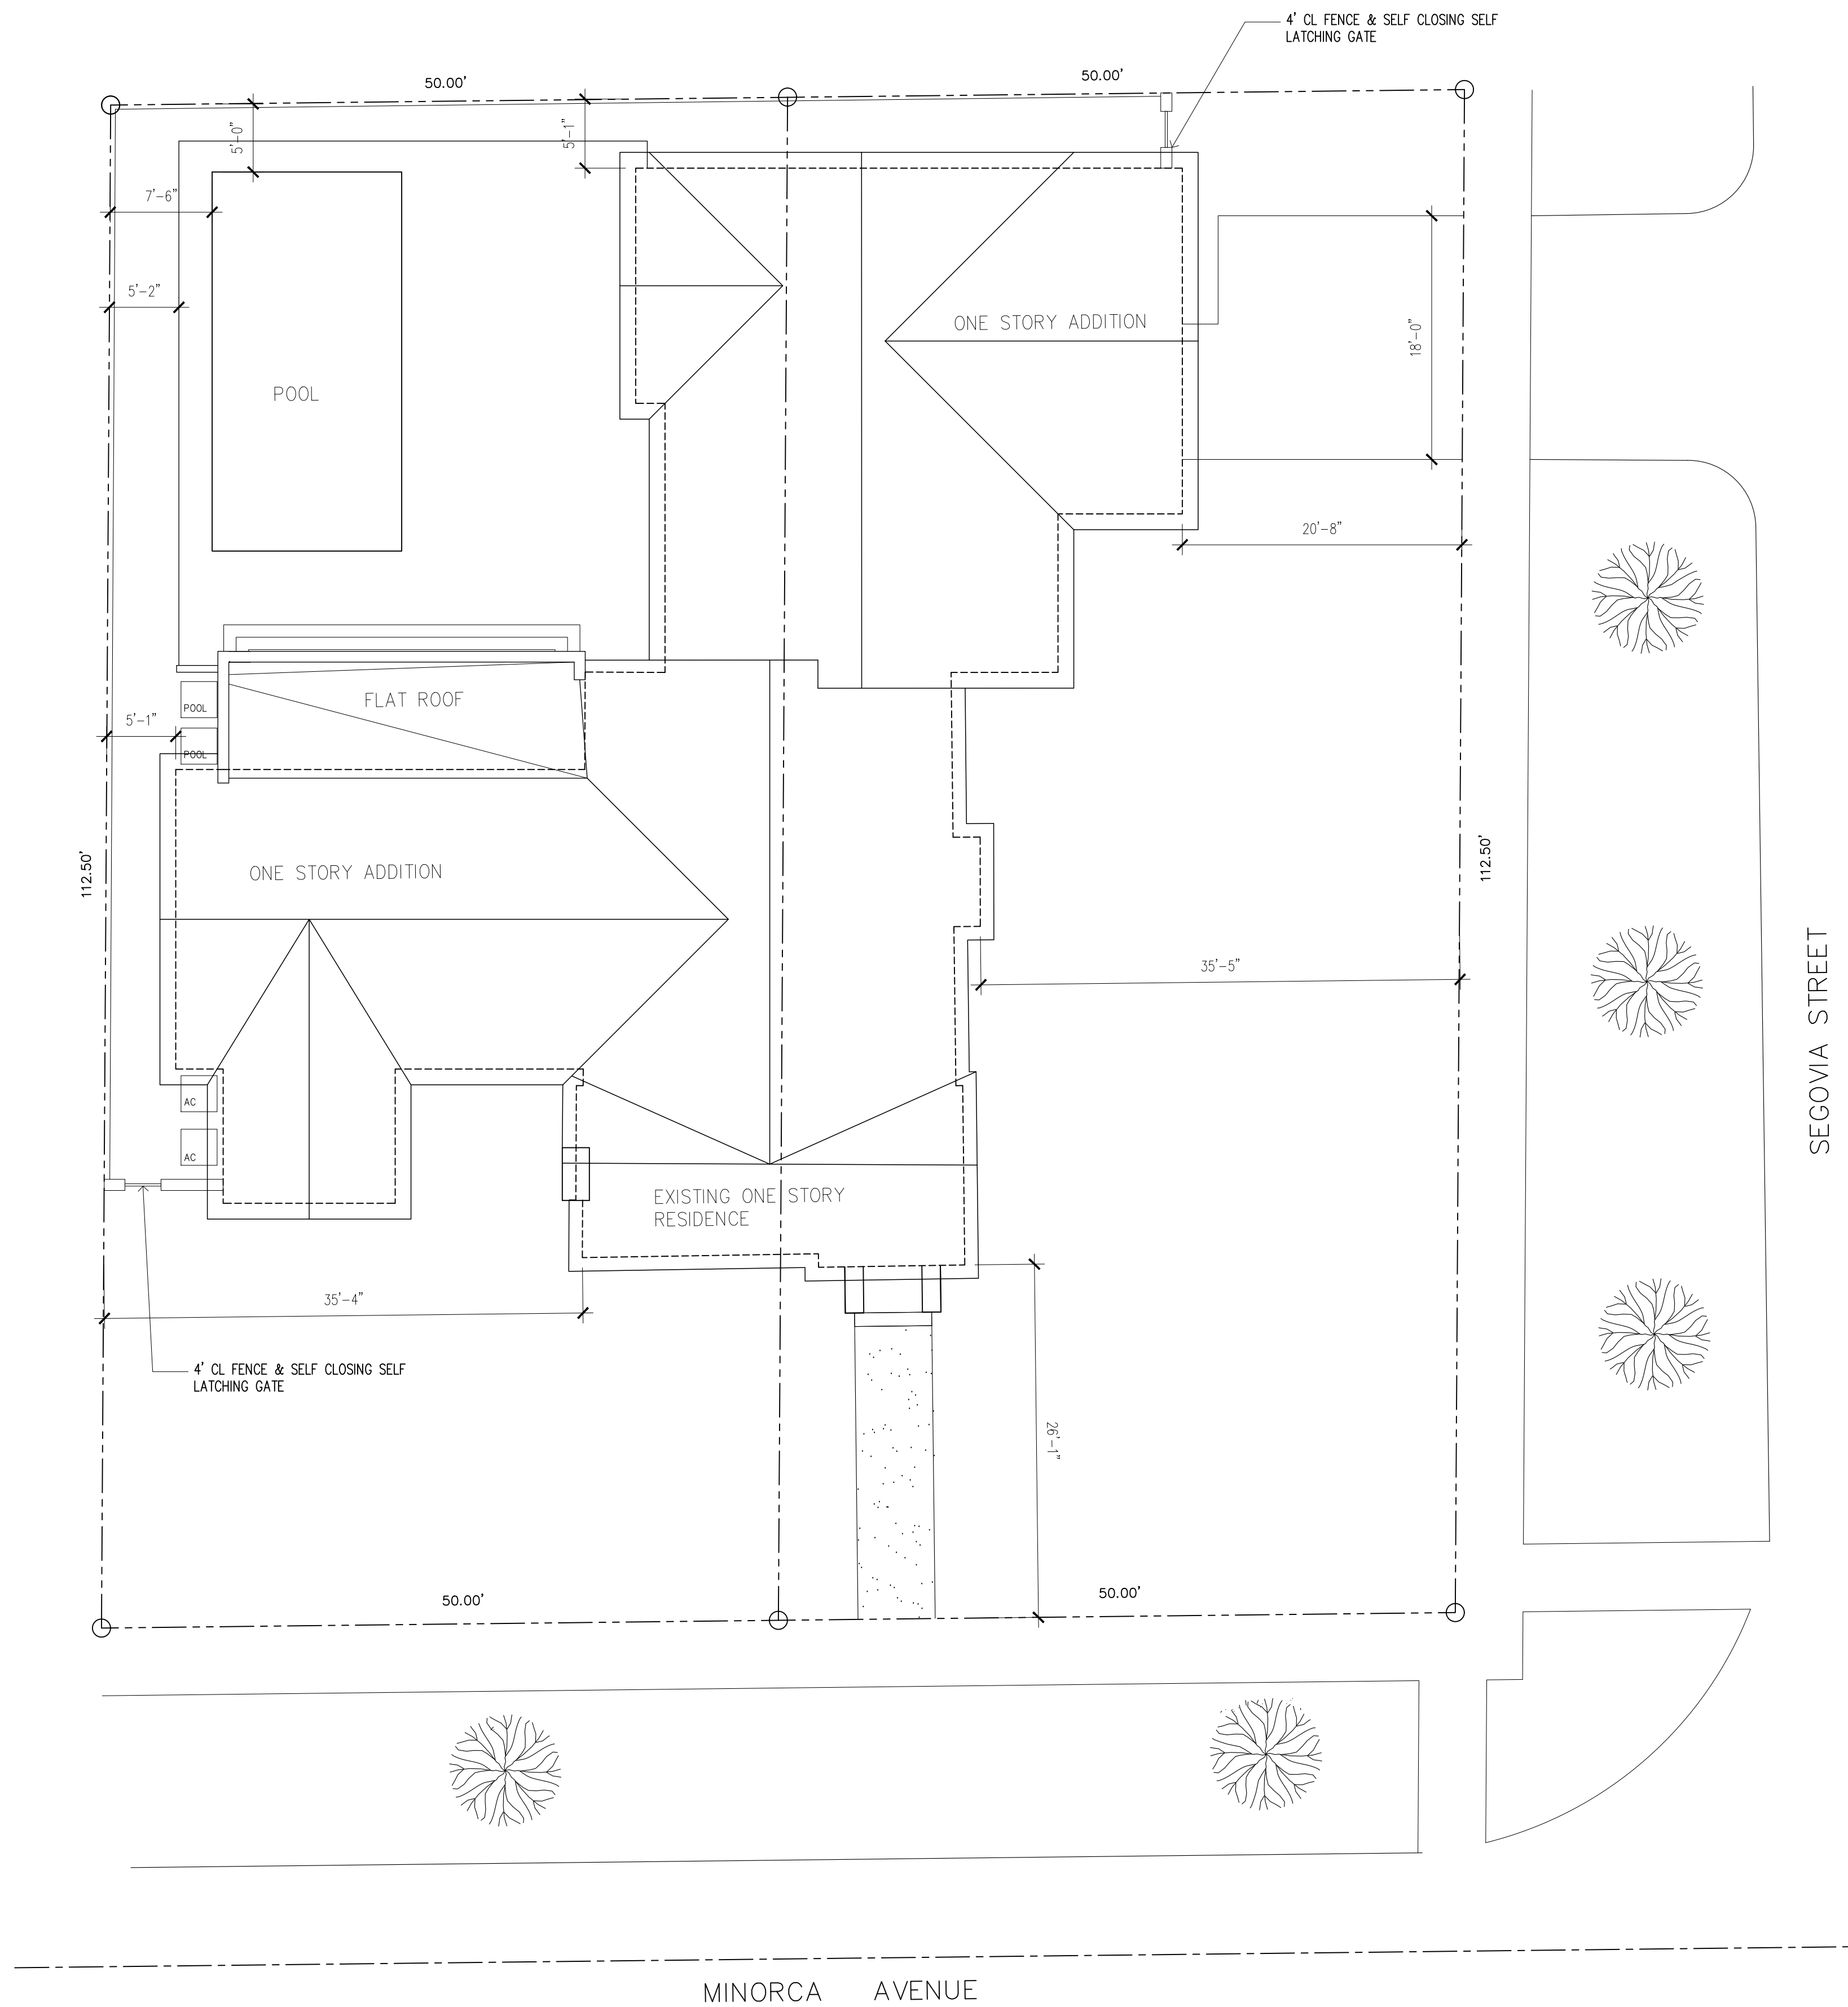 4' CL FENCE & SELF CLOSING SELF
LATCHING GATE
50.00'
50.00'
5'-0"
5'-1"
7'-6"
5'-2"
ONE STORY ADDITION
18'-0"
POOL
20'-8"
FLAT ROOF
POOL
5'-1"
POOL
112.50'
112.50'
ONE STORY ADDITION
SEGOVIA STREET
35'-5"
AC
AC
EXISTING ONE STORY
RESIDENCE
35'-4"
4' CL FENCE & SELF CLOSING SELF
LATCHING GATE
26'-1"
50.00'
50.00'
MINORCA AVENUE